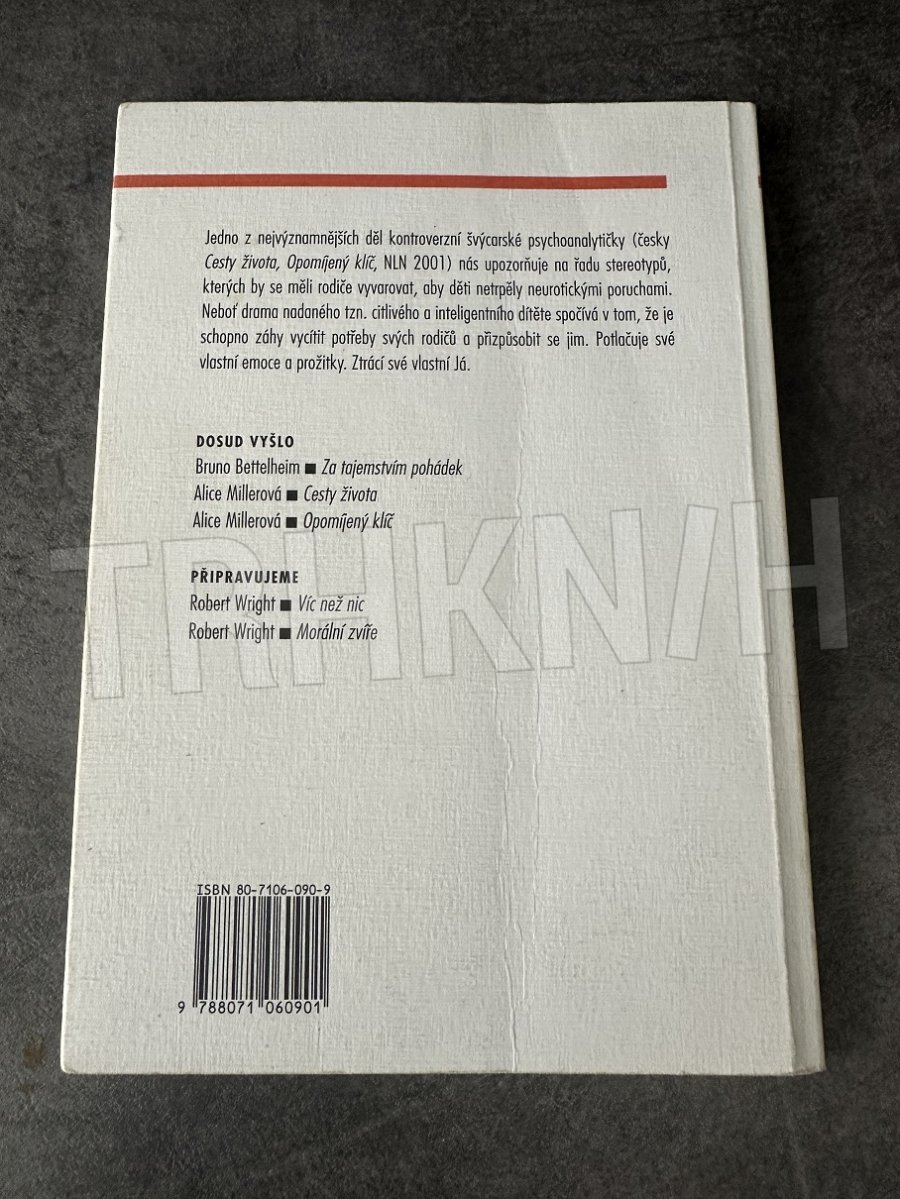 Jedno z nejvýznamnějších děl kontroverzní švýcarské psychoanalytičky (česky
Cesty života, Opomíjený klíč, NLN 2001) nás upozorňuje na řadu stereotypů,
kterých by se měli rodiče vyvarovat, aby děti netrpěly neurotickými poruchami.
Neboť drama nadaného tzn. citlivého a inteligentního dítěte spočívá v tom, že je
schopno záhy vycítit potřeby svých rodičů a přizpůsobit se jim. Potlačuje své
vlastní emoce a prožitky. Ztrácí své vlastní Já.
DOSUD VYŠLO
Bruno Bettelheim ■ Za tajemstvím pohádek
Alice Millerová ■ Cesty života
Alice Millerová ■ Opomíjený klíč
TRHKNIH
PŘIPRAVUJEME
Robert Wright ■ Víc než nic
Robert Wright ■ Morální zvíře
ISBN 80-7106-090-9
9 788071 060901